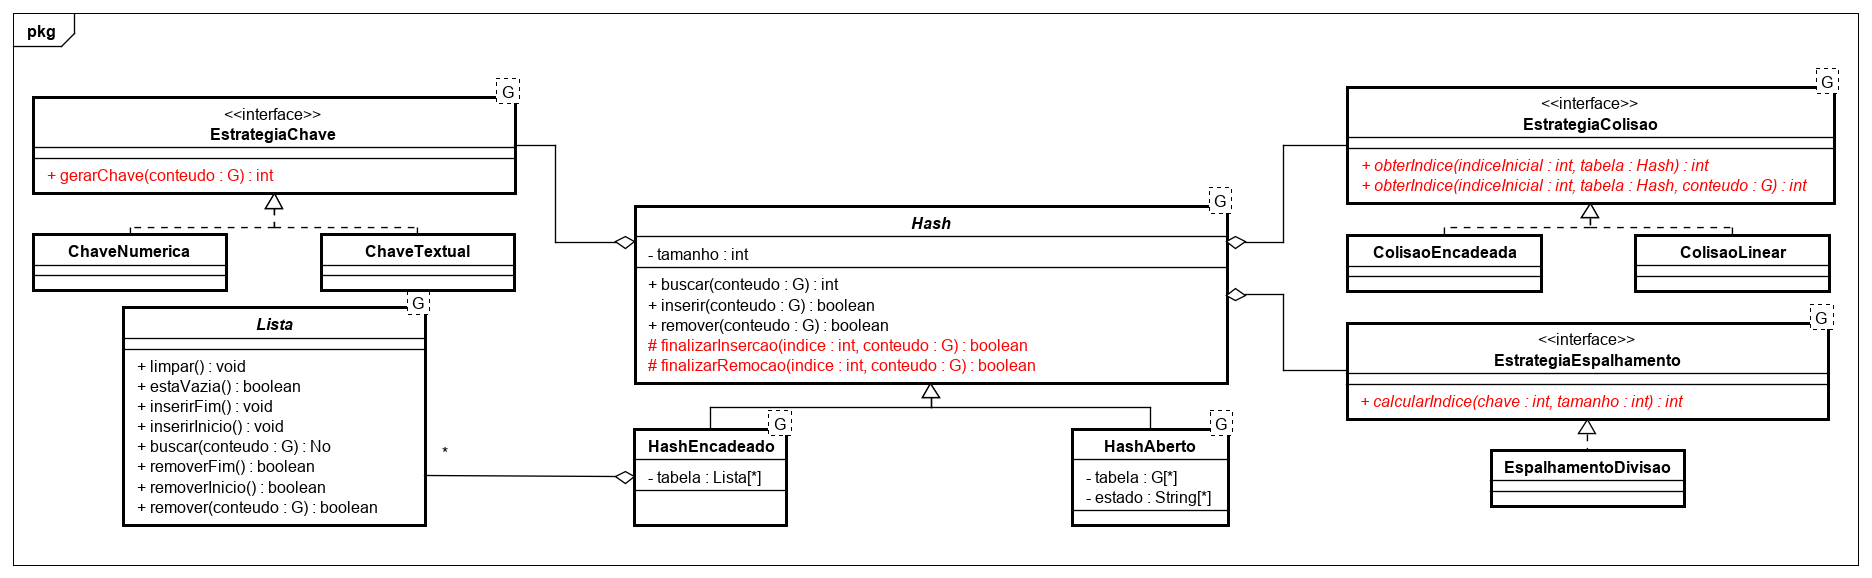 pkg
G
<<interface>>
EstrategiaChave
+ gerarChave(conteudo : G) : int
ChaveNumerica
ChaveTextual
G
Lista
+ limpar() : void
+ estaVazia() : boolean
+ inserirFim() : void
+ inserirInicio() : void
+ buscar(conteudo : G) : No
+ removerFim() : boolean
+ removerInicio() : boolean
+ remover(conteudo : G) : boolean
*
G
Hash
- tamanho : int
+ buscar(conteudo : G) : int
+ inserir(conteudo : G) : boolean
+ remover(conteudo : G) : boolean
# finalizarInsercao(indice : int, conteudo : G) : boolean
# finalizarRemocao(indice : int, conteudo : G) : boolean
G
HashEncadeado
- tabela : Lista[*]
G
HashAberto
- tabela : G[*]
- estado : String[*]
G
<<interface>>
EstrategiaColisao
+ obterIndice(indiceInicial : int, tabela : Hash) : int
+ obterIndice(indiceInicial : int, tabela : Hash, conteudo : G) : int
ColisaoEncadeada
ColisaoLinear
G
<<interface>>
EstrategiaEspalhamento
+ calcularIndice(chave : int, tamanho : int) : int
EspalhamentoDivisao